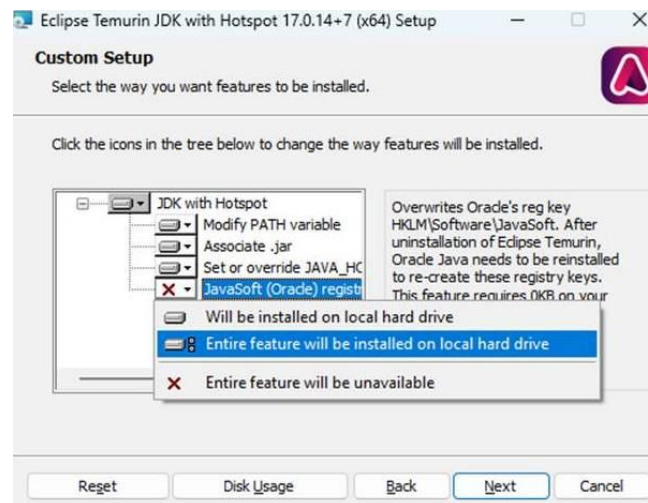 Eclipse Temurin JDK with Hotspot 17.0.14+7 (x64) Setup
Custom Setup
Select the way you want features to be installed.
Click the icons in the tree below to change the way features will be installed.
JDK with Hotspot
Modify PATH variable
Associate .jar
Set or override JAVA_HO
JavaSoft (Oracle) regist
Overwrites Oracle's reg key
HKLM\Software\JavaSoft. After
uninstallation of Eclipse Temurin,
Oracle Java needs to be reinstalled
to re-create these registry keys.
This feature requires 0KB on your
Will be installed on local hard drive
Entire feature will be installed on local hard drive
Entire feature will be unavailable
Reset
Disk Usage
Back
Next
Cancel